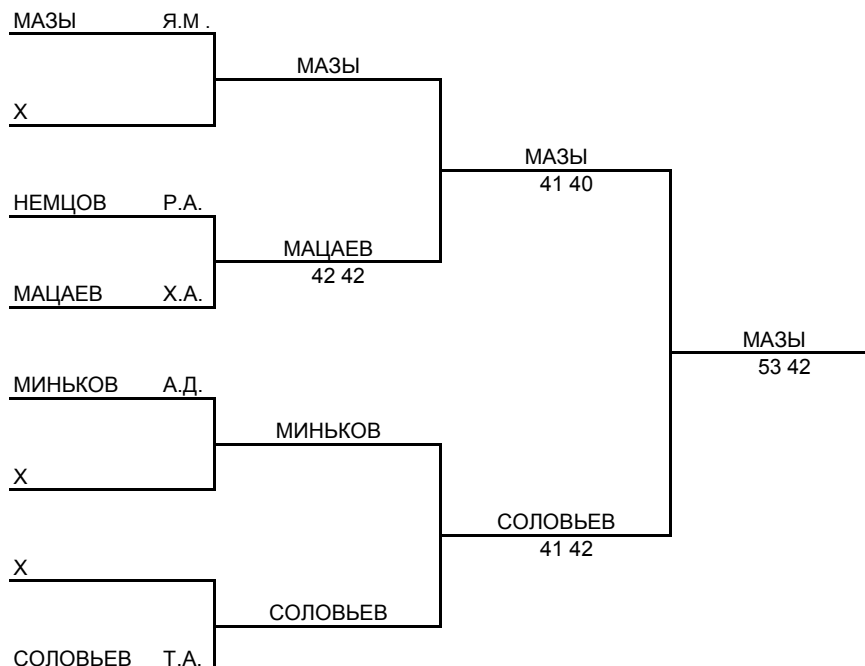 МАЗЫ Я.М .
МАЗЫ
Х
МАЗЫ
41 40
НЕМЦОВ Р.А.
МАЦАЕВ
42 42
МАЦАЕВ Х.А.
МАЗЫ
53 42
МИНЬКОВ А.Д.
МИНЬКОВ
Х
СОЛОВЬЕВ
41 42
Х
СОЛОВЬЕВ
СОЛОВЬЕВ Т.А.